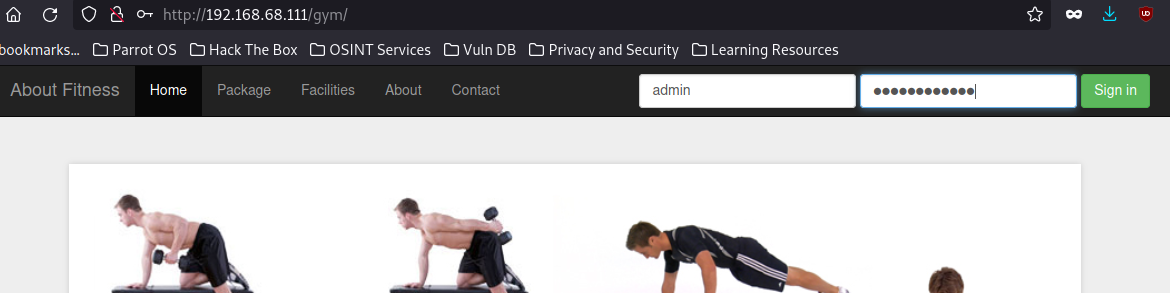 http://192.168.68.111/gym/
bookmarks... Parrot OS Hack The Box OSINT Services Vuln DB Privacy and Security Learning Resources
About Fitness Home Package Facilities About Contact admin ●●●●●●●●●●●● Sign in